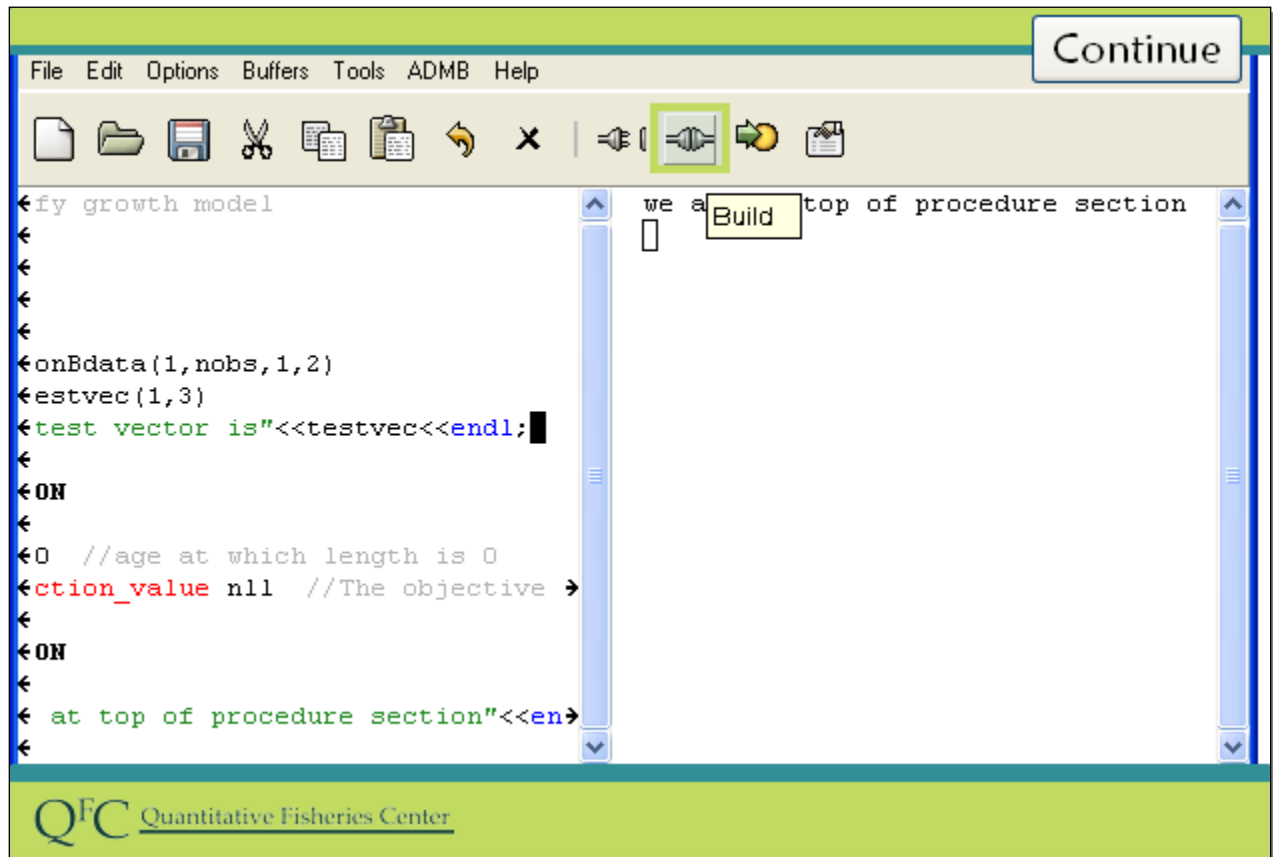 Continue
File Edit Options Buffers Tools ADMB Help
fy growth model
onBdata(1,nobs,1,2)
estvec(1,3)
test vector is"<<testvec<<endl;
ON
0 //age at which length is 0
ction_value nll //The objective
ON
at top of procedure section"<<en
we a
top of procedure section
Build
QFC Quantitative Fisheries Center